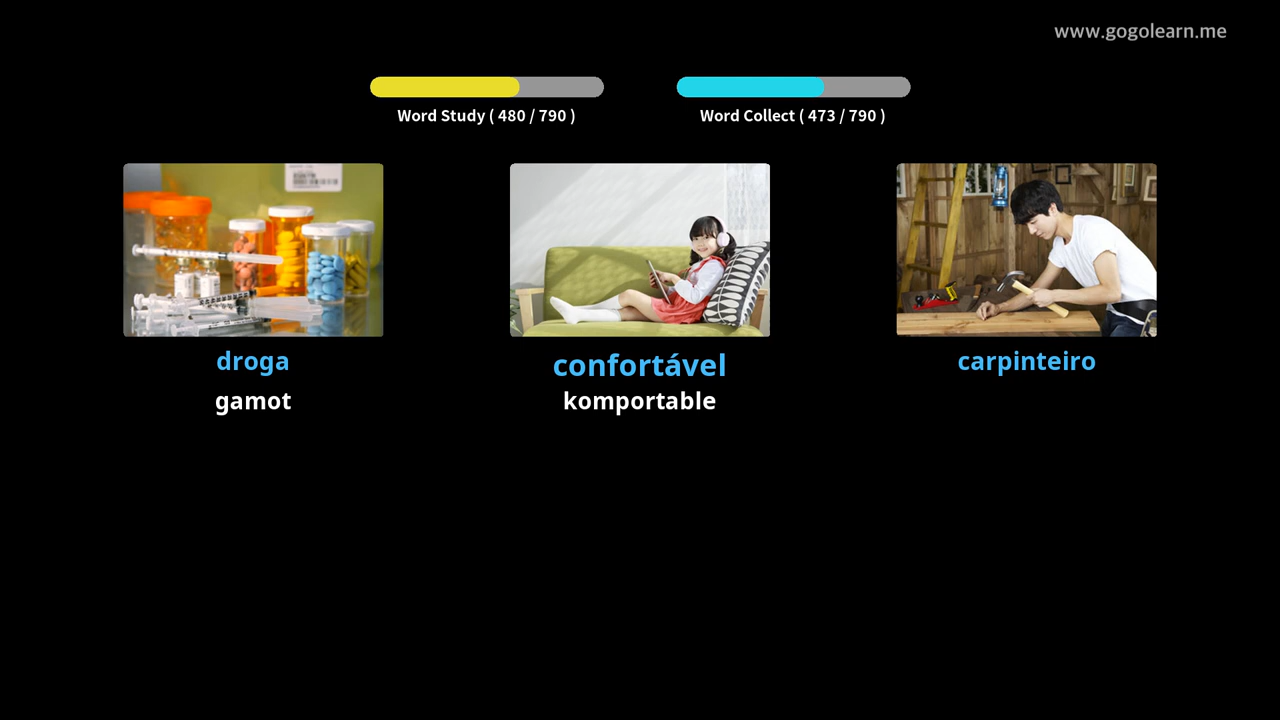 www.gogolearn.me
Word Study ( 480 / 790 )
Word Collect ( 473 / 790 )
droga
gamot
confortável
komportable
carpinteiro